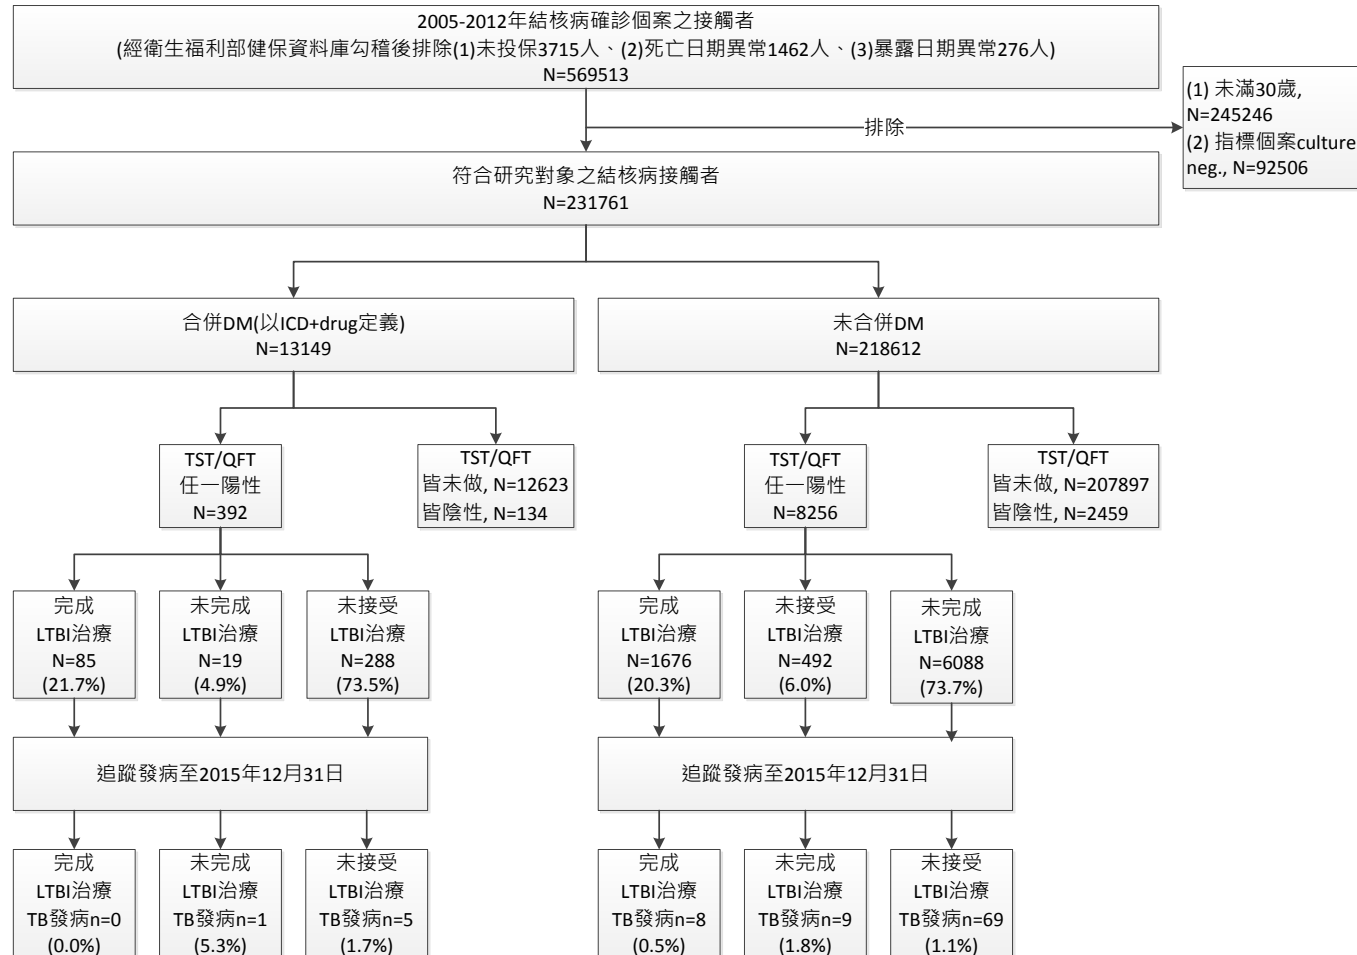 2005-2012年結核病確診個案之接觸者
(經衛生福利部健保資料庫勾稽後排除(1)未投保3715人、(2)死亡日期異常1462人、(3)暴露日期異常276人)
N=569513
(1) 未滿30歲,
N=245246
(2) 指標個案culture
neg., N=92506
排除
符合研究對象之結核病接觸者
N=231761
合併DM(以ICD+drug定義)
N=13149
未合併DM
N=218612
TST/QFT
任一陽性
N=392
TST/QFT
皆未做, N=12623
皆陰性, N=134
TST/QFT
任一陽性
N=8256
TST/QFT
皆未做, N=207897
皆陰性, N=2459
完成
LTBI治療
N=85
(21.7%)
未完成
LTBI治療
N=19
(4.9%)
未接受
LTBI治療
N=288
(73.5%)
完成
LTBI治療
N=1676
(20.3%)
未接受
LTBI治療
N=492
(6.0%)
未完成
LTBI治療
N=6088
(73.7%)
追蹤發病至2015年12月31日
追蹤發病至2015年12月31日
完成
LTBI治療
TB發病n=0
(0.0%)
未完成
LTBI治療
TB發病n=1
(5.3%)
未接受
LTBI治療
TB發病n=5
(1.7%)
完成
LTBI治療
TB發病n=8
(0.5%)
未完成
LTBI治療
TB發病n=9
(1.8%)
未接受
LTBI治療
TB發病n=69
(1.1%)